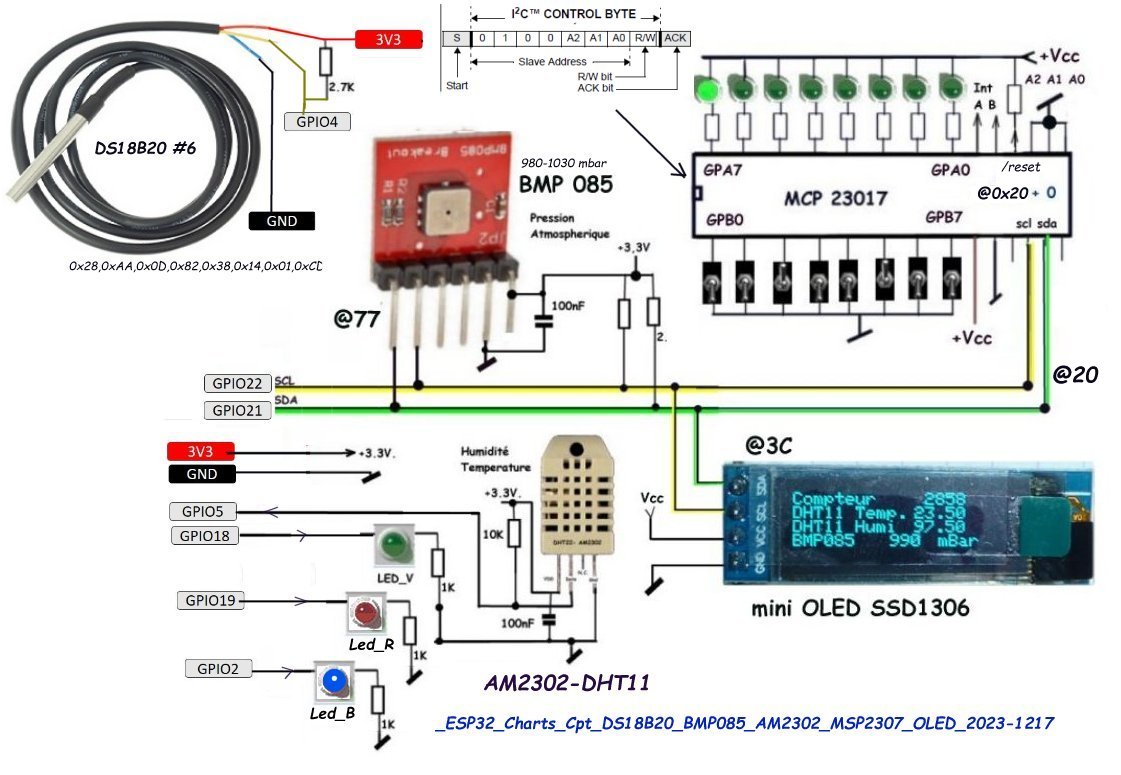 I²C™ CONTROL BYTE
S 0 1 0 0 A2 A1 A0 R/W ACK
Slave Address
Start
R/W bit
ACK bit
3V3
2.7K
GPIO4
DS18B20 #6
GND
0x28,0xAA,0x0D,0x82,0x38,0x14,0x01,0xCD
BMP085 Breakout
R1
R2
C1
JP2
980-1030 mbar
BMP 085
Pression
Atmospherique
+3,3V
100nF
2.
@77
+Vcc
A2 A1 A0
Int
A B
/reset
GPA7
GPA0
MCP 23017
@0x20 + 0
GPB0
GPB7
scl sda
+Vcc
@20
GPIO22
SCL
GPIO21
SDA
3V3
+3.3V.
GND
GPIO5
GPIO18
LED_V
1K
GPIO19
Led_R
1K
GPIO2
Led_B
1K
Humidité
Temperature
+3.3V.
10K
DHT22- AM2302
VDD
Data
N.C.
Gnd
100nF
AM2302-DHT11
@3C
Vcc
SDA
SCL
VCC
GND
Compteur 2858
DHT11 Temp. 23.50
DHT11 Humi 97.50
BMP085 990 mBar
mini OLED SSD1306
_ESP32_Charts_Cpt_DS18B20_BMP085_AM2302_MSP2307_OLED_2023-1217